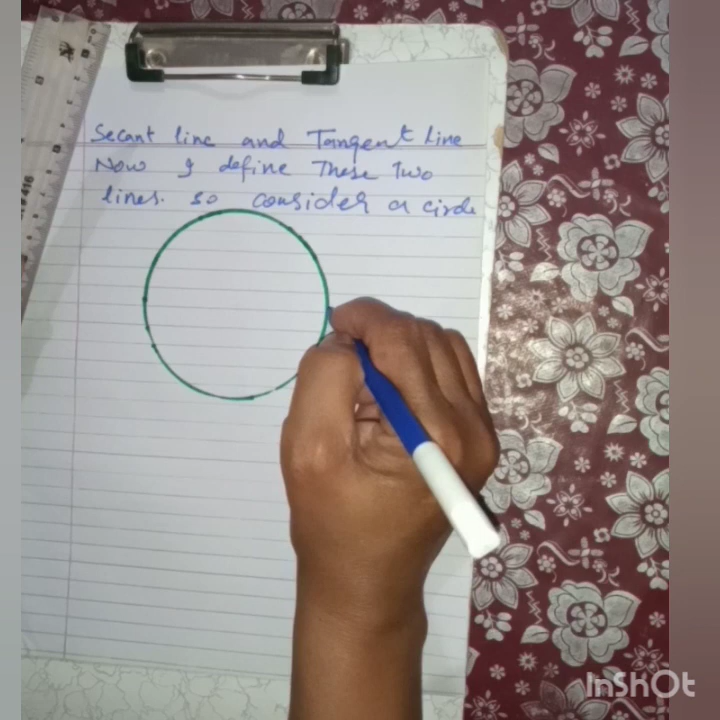 Secant line and Tangent Line
Now I define These Two
lines. so consider a circle
InShOt